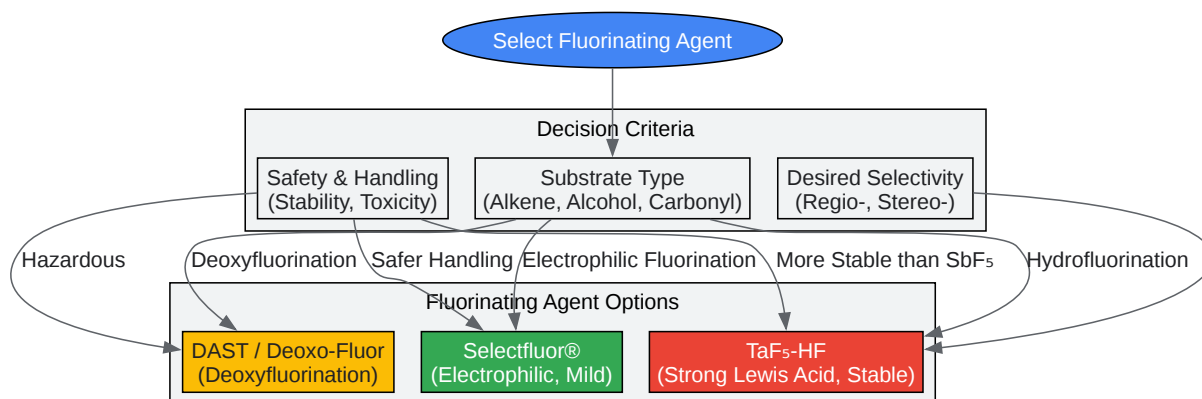 Select Fluorinating Agent
Decision Criteria
Safety & Handling
(Stability, Toxicity)
Substrate Type
(Alkene, Alcohol, Carbonyl)
Desired Selectivity
(Regio-, Stereo-)
Hazardous
Deoxyfluorination
Safer Handling
Electrophilic Fluorination
More Stable than SbF₅
Hydrofluorination
Fluorinating Agent Options
DAST / Deoxo-Fluor
(Deoxyfluorination)
Selectfluor®
(Electrophilic, Mild)
TaF₅-HF
(Strong Lewis Acid, Stable)